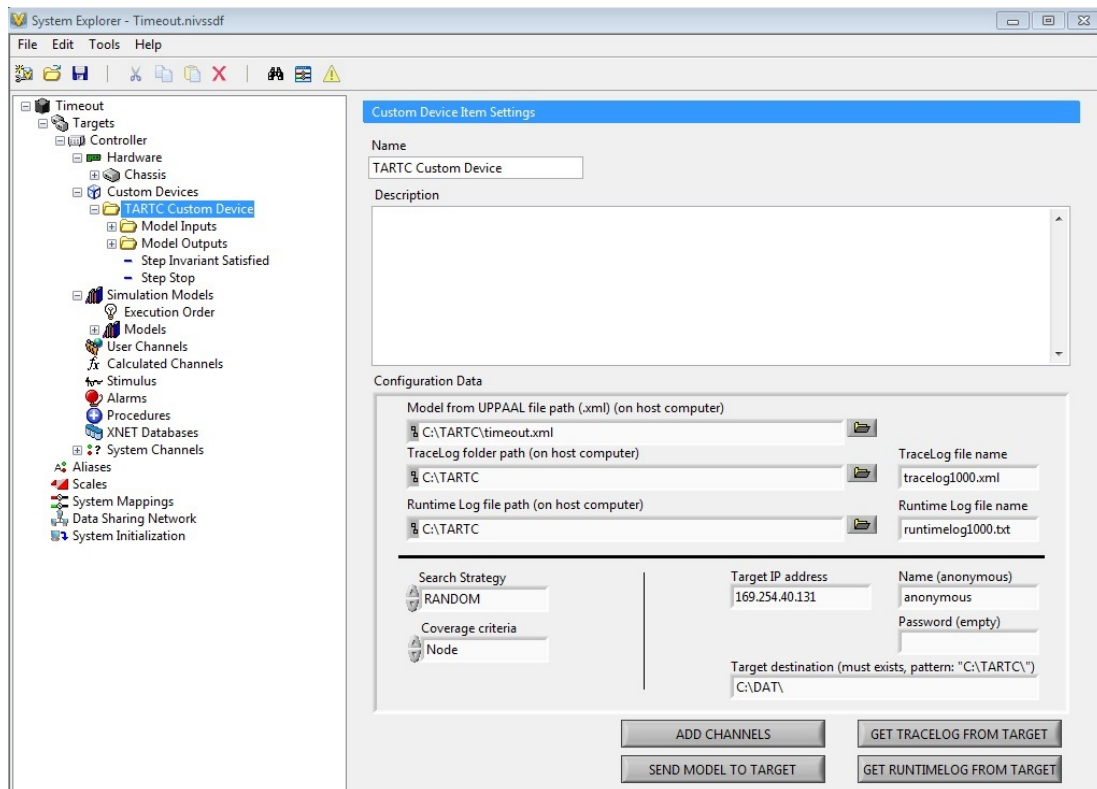 System Explorer - Timeout.nivssdf
File Edit Tools Help
Timeout
Targets
Controller
Hardware
Chassis
Custom Devices
TARTC Custom Device
Model Inputs
Model Outputs
Step Invariant Satisfied
Step Stop
Simulation Models
Execution Order
Models
User Channels
fx Calculated Channels
Stimulus
Alarms
Procedures
XNET Databases
System Channels
Aliases
Scales
System Mappings
Data Sharing Network
System Initialization
Custom Device Item Settings
Name
TARTC Custom Device
Description
Configuration Data
Model from UPPAAL file path (.xml) (on host computer)
C:\TARTC\timeout.xml
TraceLog folder path (on host computer)
TraceLog file name
C:\TARTC
tracelog1000.xml
Runtime Log file path (on host computer)
Runtime Log file name
C:\TARTC
runtimelog1000.txt
Search Strategy
RANDOM
Coverage criteria
Node
Target IP address
Name (anonymous)
169.254.40.131
anonymous
Password (empty)
Target destination (must exists, pattern: "C:\TARTC\")
C:\DAT\
ADD CHANNELS
GET TRACELOG FROM TARGET
SEND MODEL TO TARGET
GET RUNTIMELOG FROM TARGET